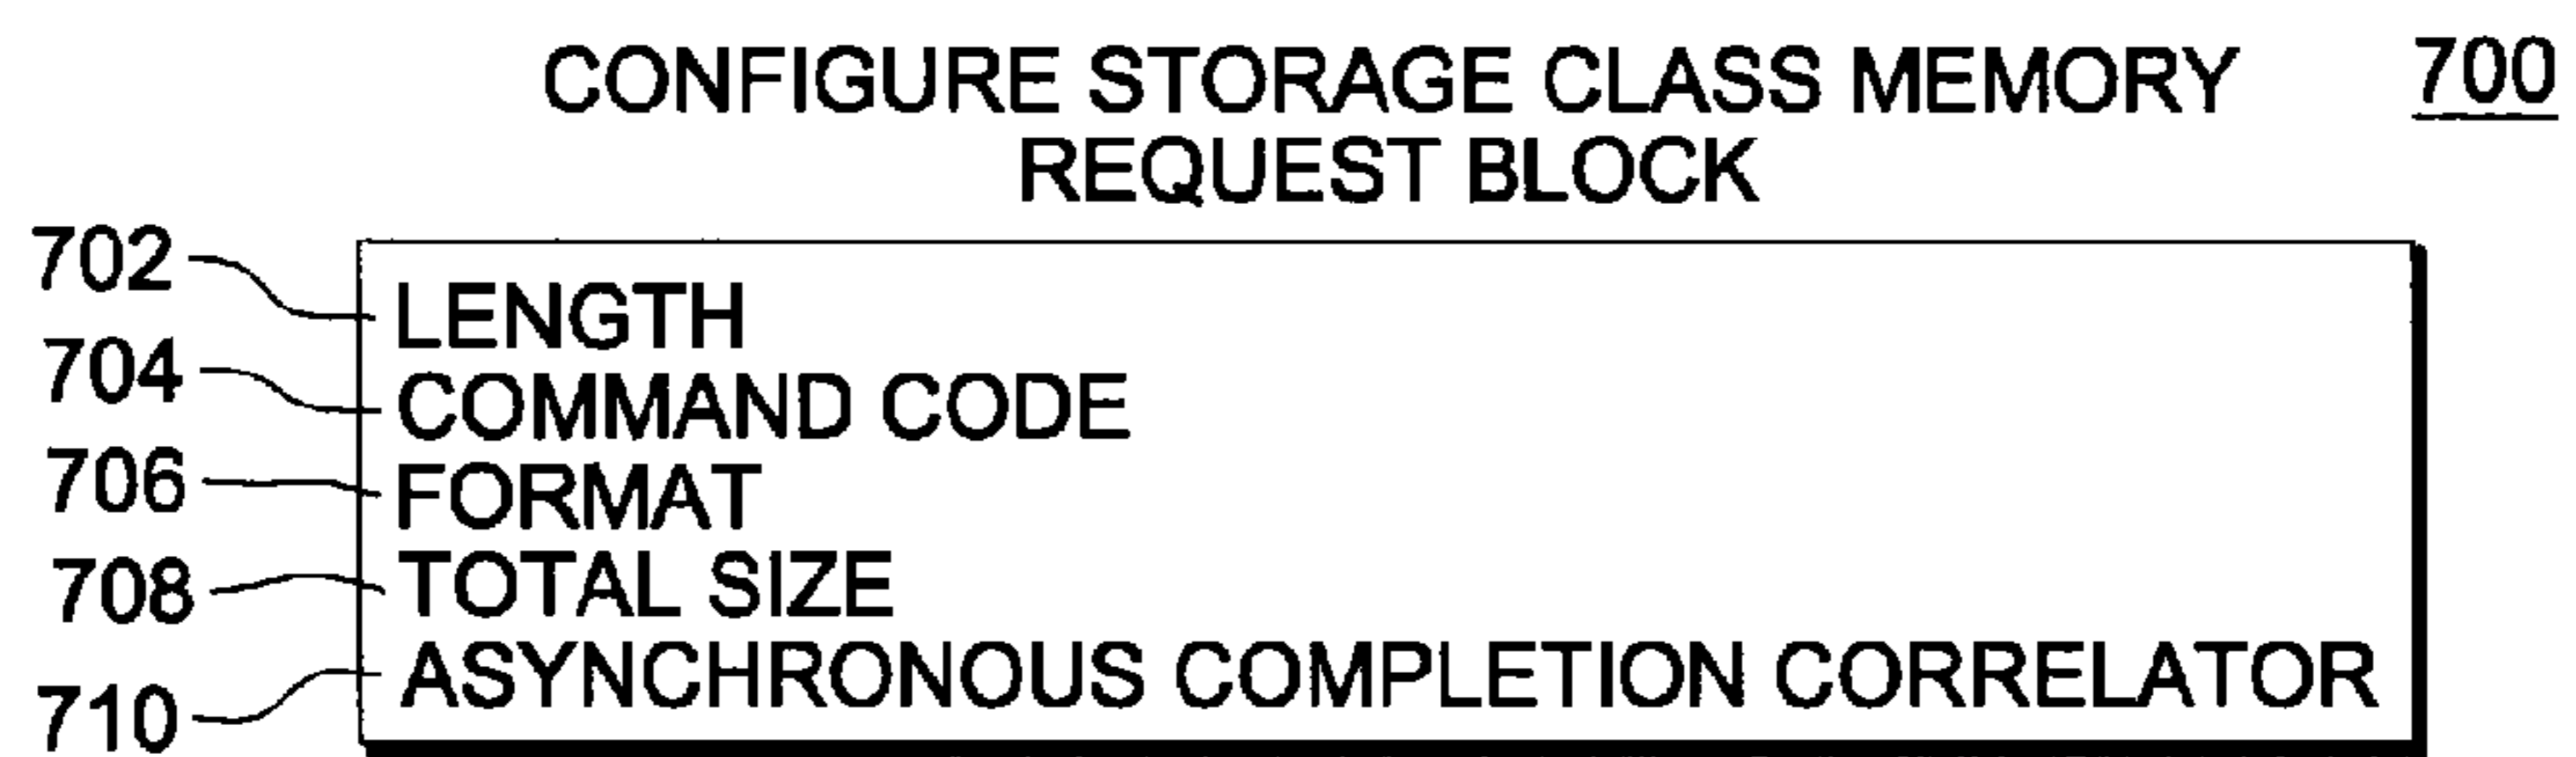 CONFIGURE STORAGE CLASS MEMORY 700
REQUEST BLOCK
702 LENGTH
704 COMMAND CODE
706 FORMAT
708 TOTAL SIZE
710 ASYNCHRONOUS COMPLETION CORRELATOR